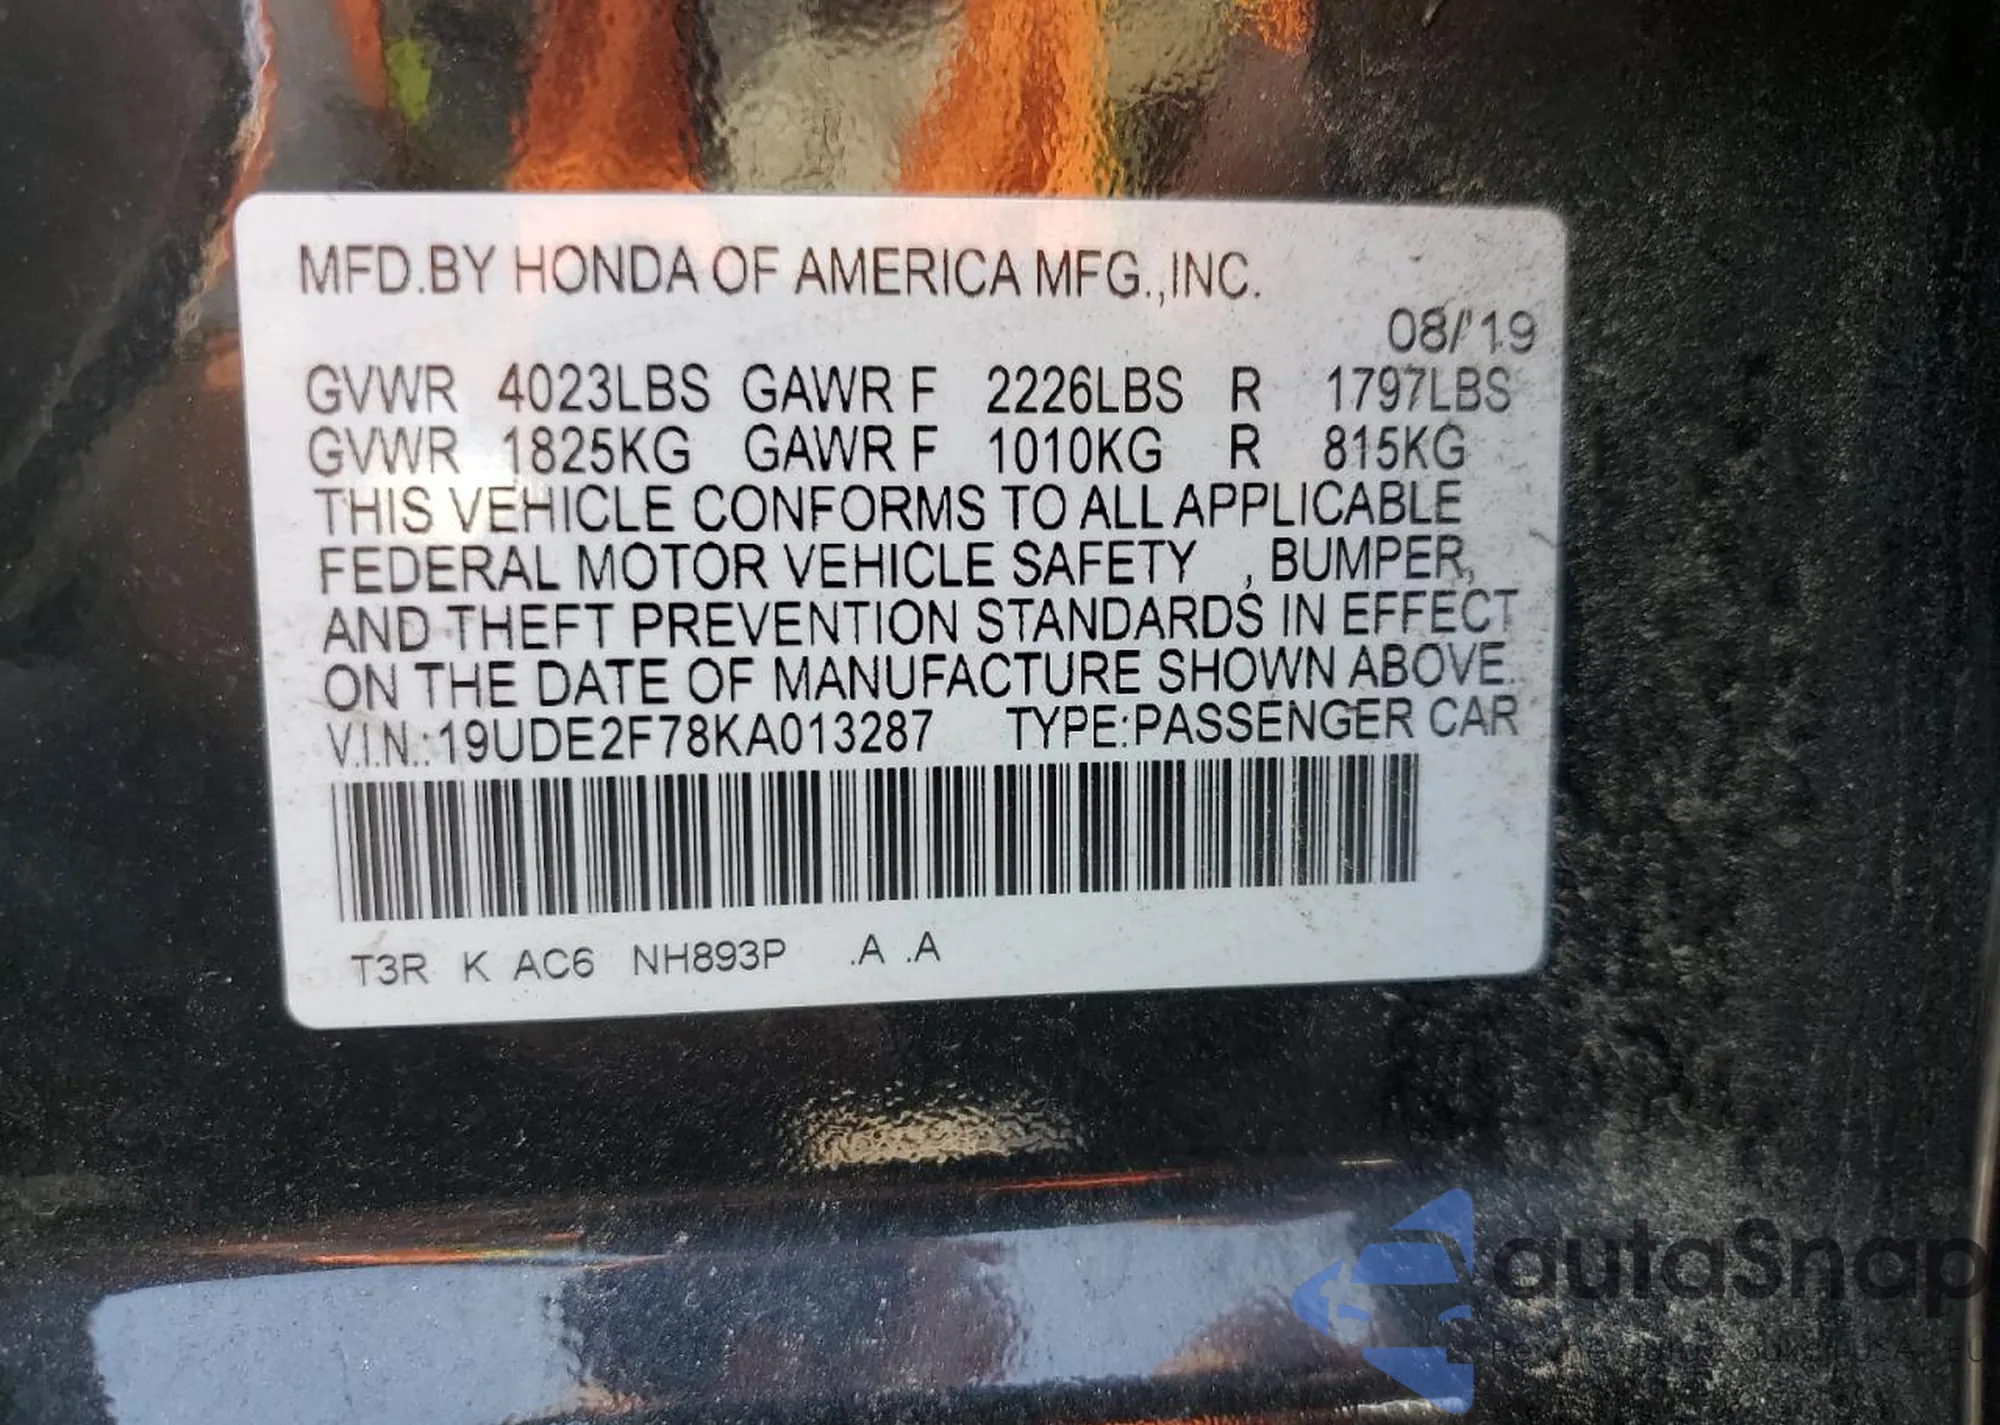 MFD.BY HONDA OF AMERICA MFG.,INC.
08/'19
GVWR 4023LBS GAWR F 2226LBS R 1797LBS
GVWR 1825KG GAWR F 1010KG R 815KG
THIS VEHICLE CONFORMS TO ALL APPLICABLE
FEDERAL MOTOR VEHICLE SAFETY , BUMPER,
AND THEFT PREVENTION STANDARDS IN EFFECT
ON THE DATE OF MANUFACTURE SHOWN ABOVE.
V.I.N.:19UDE2F78KA013287 TYPE:PASSENGER CAR
T3R K AC6 NH893P .A .A
autaSnap